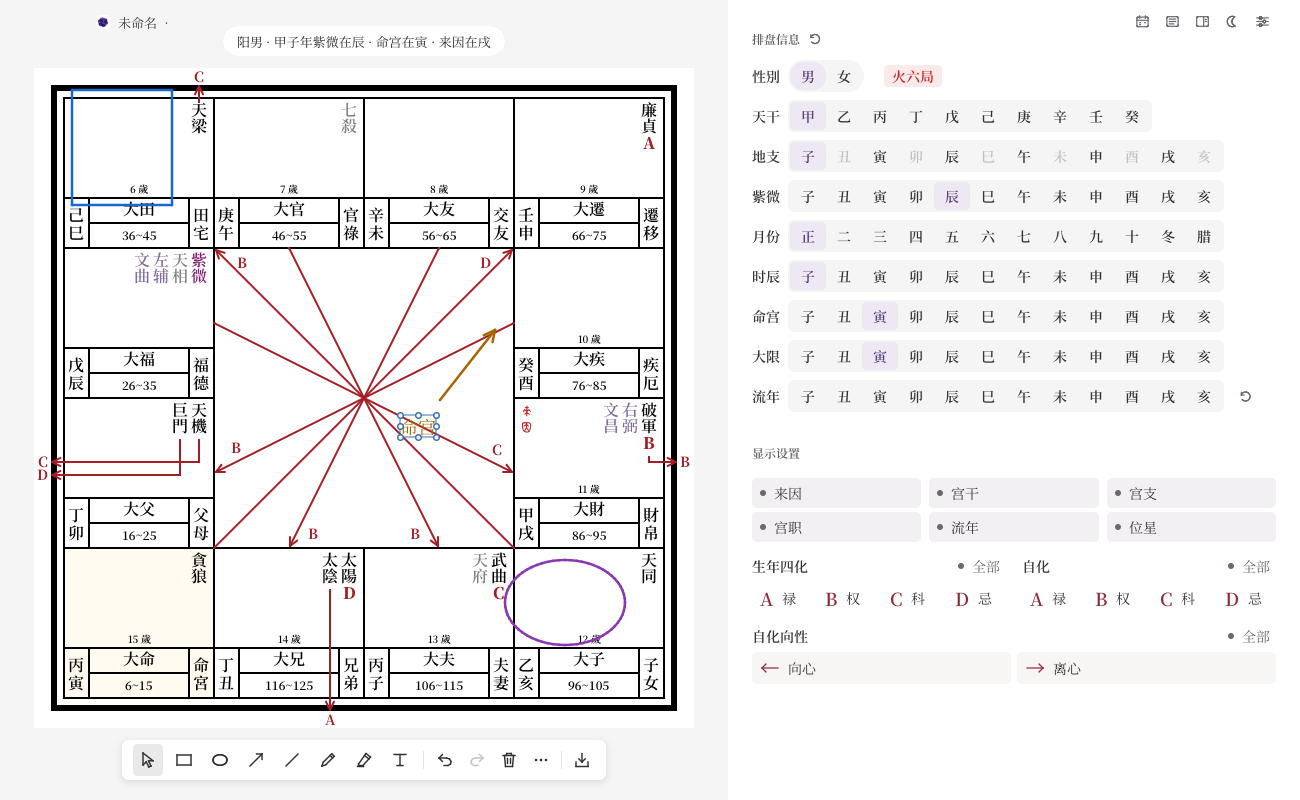 未命名 ·
阳男 · 甲子年紫微在辰 · 命宫在寅 · 来因在戌
C
天梁
6 歲
己巳
大田
36~45
田宅
七殺
7 歲
庚午
大官
46~55
官祿
8 歲
辛未
大友
56~65
交友
廉貞
A
9 歲
壬申
大遷
66~75
遷移
紫微
天相
左輔
文曲
戊辰
大福
26~35
福德
B
D
10 歲
癸酉
大疾
76~85
疾厄
天機
巨門
C
D
丁卯
大父
16~25
父母
B
命宫
C
B
B
破軍
B
右弼
文昌
B
11 歲
甲戌
大財
86~95
財帛
貪狼
15 歲
丙寅
大命
6~15
命宮
太陽
D
太陰
14 歲
丁丑
大兄
116~125
兄弟
A
武曲
C
天府
13 歲
丙子
大夫
106~115
夫妻
天同
12 歲
乙亥
大子
96~105
子女
排盘信息
性别 男 女 火六局
天干 甲 乙 丙 丁 戊 己 庚 辛 壬 癸
地支 子 丑 寅 卯 辰 巳 午 未 申 酉 戌 亥
紫微 子 丑 寅 卯 辰 巳 午 未 申 酉 戌 亥
月份 正 二 三 四 五 六 七 八 九 十 冬 腊
时辰 子 丑 寅 卯 辰 巳 午 未 申 酉 戌 亥
命宫 子 丑 寅 卯 辰 巳 午 未 申 酉 戌 亥
大限 子 丑 寅 卯 辰 巳 午 未 申 酉 戌 亥
流年 子 丑 寅 卯 辰 巳 午 未 申 酉 戌 亥
显示设置
来因 宫干 宫支
宫职 流年 位星
生年四化 全部 自化 全部
A 禄 B 权 C 科 D 忌 A 禄 B 权 C 科 D 忌
自化向性 全部
向心 离心